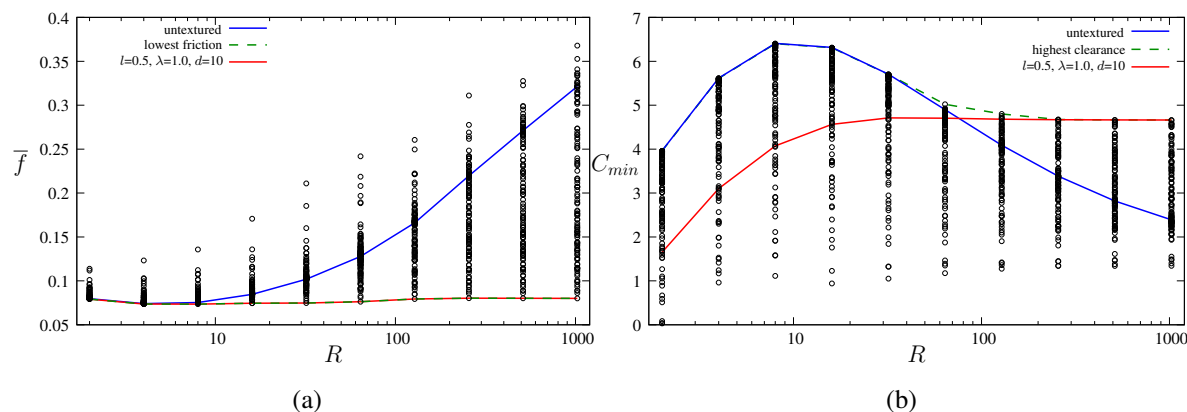 0.4
0.35
0.3
0.25
0.2
0.15
0.1
0.05
f
10
100
1000
R
untextured
lowest friction
l=0.5, λ=1.0, d=10
(a)
7
6
5
4
3
2
1
0
C_min
10
100
1000
R
untextured
highest clearance
l=0.5, λ=1.0, d=10
(b)